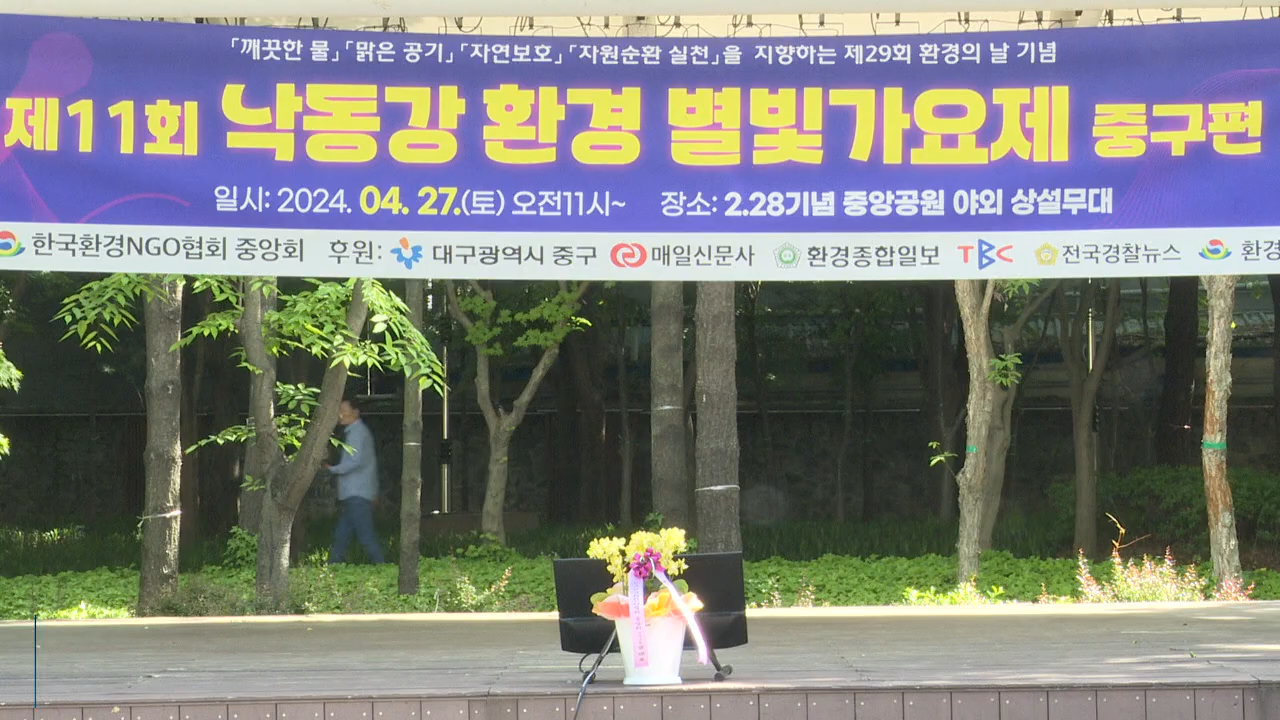 「깨끗한 물」「맑은 공기」「자연보호」「자원순환 실천」을 지향하는 제29회 환경의 날 기념
제11회 낙동강 환경 별빛가요제 중구편
일시: 2024. 04. 27.(토) 오전11시~ 장소: 2.28기념 중앙공원 야외 상설무대
한국환경NGO협회 중앙회 후원: 대구광역시 중구 매일신문사 환경종합일보 TBC 전국경찰뉴스 환경